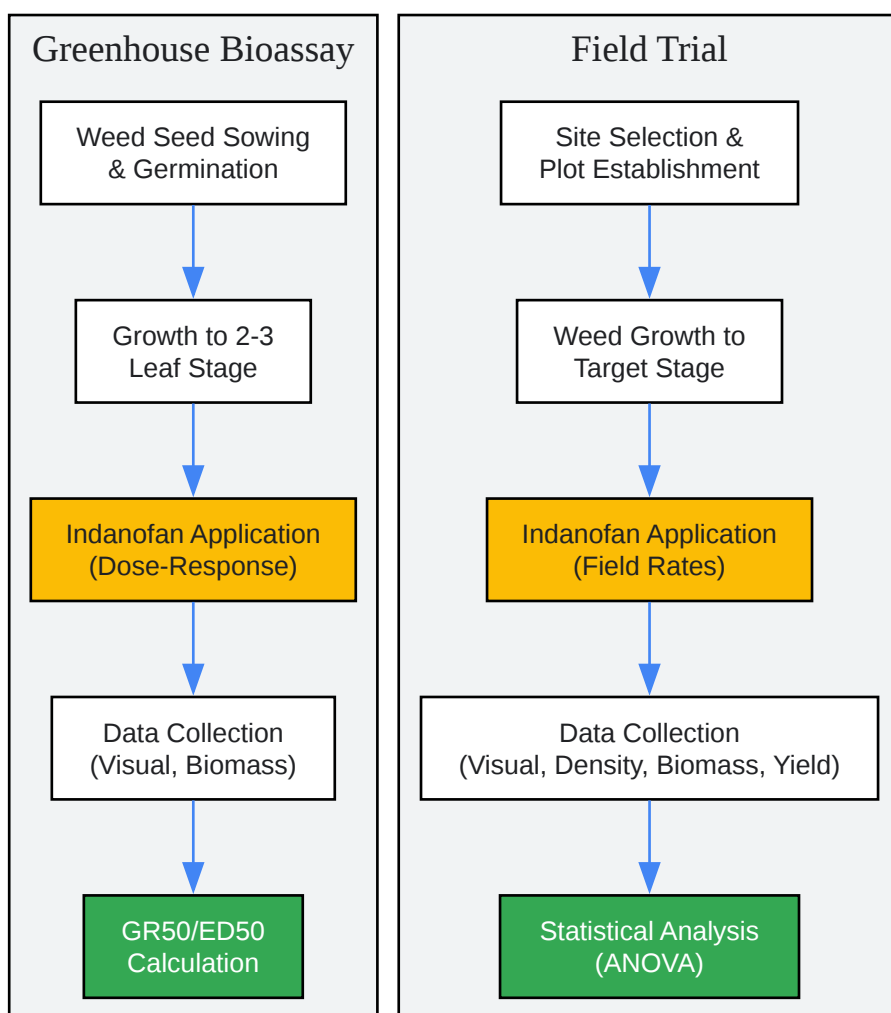 Greenhouse Bioassay
Weed Seed Sowing
& Germination
Growth to 2-3
Leaf Stage
Indanofan Application
(Dose-Response)
Data Collection
(Visual, Biomass)
GR50/ED50
Calculation
Field Trial
Site Selection &
Plot Establishment
Weed Growth to
Target Stage
Indanofan Application
(Field Rates)
Data Collection
(Visual, Density, Biomass, Yield)
Statistical Analysis
(ANOVA)